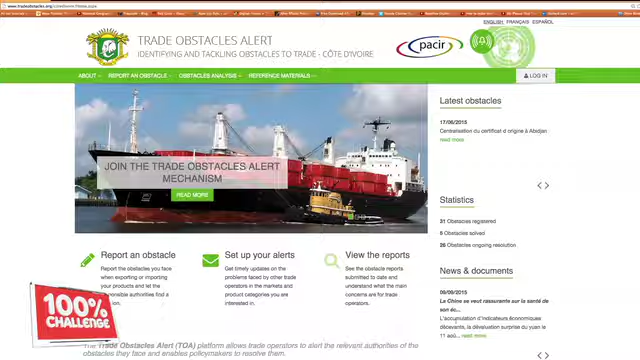 ENGLISH FRANÇAIS ESPAÑOL
TRADE OBSTACLES ALERT
IDENTIFYING AND TACKLING OBSTACLES TO TRADE - CÔTE D'IVOIRE
pacir
ABOUT REPORT AN OBSTACLE OBSTACLES ANALYSIS REFERENCE MATERIALS
LOG IN
JOIN THE TRADE OBSTACLES ALERT
MECHANISM
READ MORE
Latest obstacles
17/06/2015
Centralisation du certificat d origine à Abidjan
read more
Statistics
31 Obstacles registered
5 Obstacles solved
26 Obstacles ongoing resolution
News & documents
08/09/2015
La Chine se veut rassurante sur la santé de
son éc...
L'accumulation d'indicateurs économiques
décevants, la dévaluation surprise du yuan le
11 aoû...
read more
Report an obstacle
Report the obstacles you face
when exporting or importing
your products and let the
responsible authorities find a
Set up your alerts
Get timely updates on the
problems faced by other trade
operators in the markets and
product categories you are
interested in.
View the reports
See the obstacle reports
submitted to date and
understand what the main
concerns are for trade
operators.
100%
CHALLENGE
The Trade Obstacles Alert (TOA) platform allows trade operators to alert the relevant authorities of the
obstacles they face and enables policymakers to resolve them.